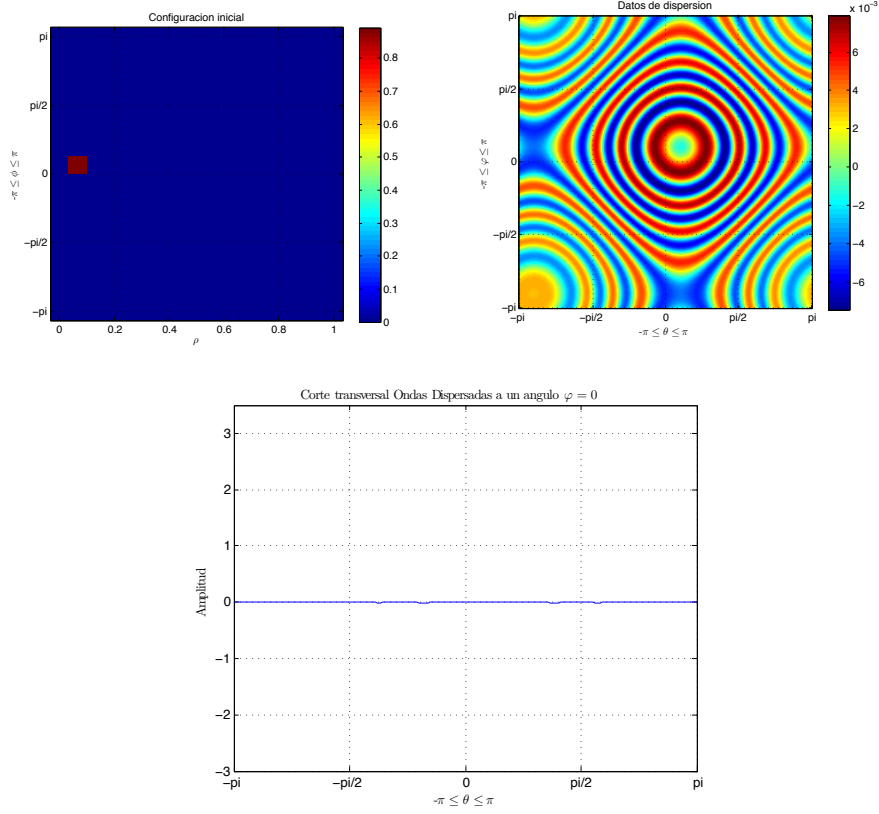 Configuracion inicial
pi
pi/2
0
−pi/2
−pi
-π ≤ ϕ ≤ π
0
0.2
0.4
0.6
0.8
1
ρ
0.8
0.7
0.6
0.5
0.4
0.3
0.2
0.1
0
Datos de dispersion
pi
pi/2
0
−pi/2
−pi
-π ≤ φ ≤ π
−pi
−pi/2
0
pi/2
pi
-π ≤ θ ≤ π
x 10⁻³
6
4
2
0
−2
−4
−6
Corte transversal Ondas Dispersadas a un angulo φ = 0
3
2
1
0
−1
−2
−3
Amplitud
−pi
−pi/2
0
pi/2
pi
-π ≤ θ ≤ π